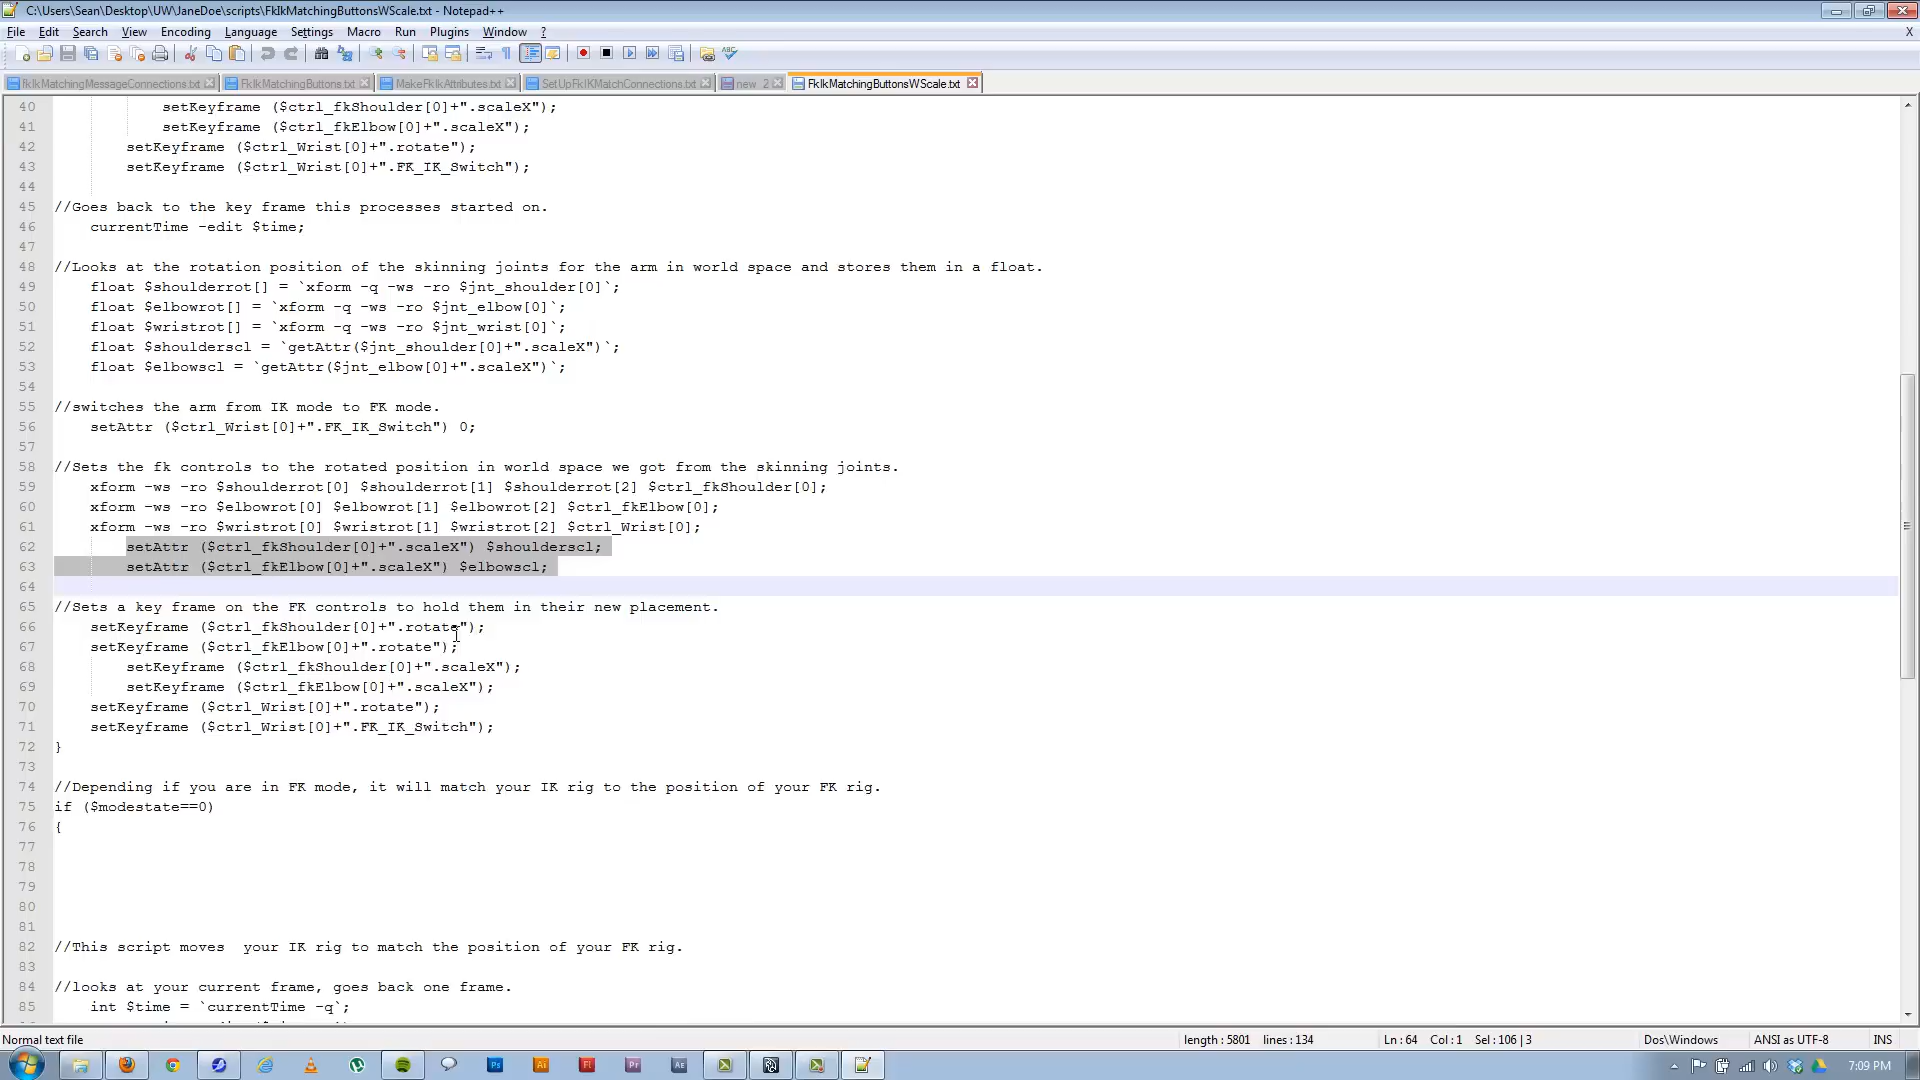 C:\Users\Sean\Desktop\UW\JaneDoe\scripts\FkIkMatchingButtonsWScale.txt - Notepad++
File Edit Search View Encoding Language Settings Macro Run Plugins Window ? X
FkIkMatchingMessageConnections.txt FkIkMatchingButtons.txt MakeFkIkAttributes.txt SetUpFkIKMatchConnections.txt new 2 FkIkMatchingButtonsWScale.txt
40 setKeyframe ($ctrl_fkShoulder[0]+".scaleX");
41 setKeyframe ($ctrl_fkElbow[0]+".scaleX");
42 setKeyframe ($ctrl_Wrist[0]+".rotate");
43 setKeyframe ($ctrl_Wrist[0]+".FK_IK_Switch");
44
45 //Goes back to the key frame this processes started on.
46 currentTime -edit $time;
47
48 //Looks at the rotation position of the skinning joints for the arm in world space and stores them in a float.
49 float $shoulderrot[] = `xform -q -ws -ro $jnt_shoulder[0]`;
50 float $elbowrot[] = `xform -q -ws -ro $jnt_elbow[0]`;
51 float $wristrot[] = `xform -q -ws -ro $jnt_wrist[0]`;
52 float $shoulderscl = `getAttr($jnt_shoulder[0]+".scaleX")`;
53 float $elbowscl = `getAttr($jnt_elbow[0]+".scaleX")`;
54
55 //switches the arm from IK mode to FK mode.
56 setAttr ($ctrl_Wrist[0]+".FK_IK_Switch") 0;
57
58 //Sets the fk controls to the rotated position in world space we got from the skinning joints.
59 xform -ws -ro $shoulderrot[0] $shoulderrot[1] $shoulderrot[2] $ctrl_fkShoulder[0];
60 xform -ws -ro $elbowrot[0] $elbowrot[1] $elbowrot[2] $ctrl_fkElbow[0];
61 xform -ws -ro $wristrot[0] $wristrot[1] $wristrot[2] $ctrl_Wrist[0];
62 setAttr ($ctrl_fkShoulder[0]+".scaleX") $shoulderscl;
63 setAttr ($ctrl_fkElbow[0]+".scaleX") $elbowscl;
64
65 //Sets a key frame on the FK controls to hold them in their new placement.
66 setKeyframe ($ctrl_fkShoulder[0]+".rotate");
67 setKeyframe ($ctrl_fkElbow[0]+".rotate");
68 setKeyframe ($ctrl_fkShoulder[0]+".scaleX");
69 setKeyframe ($ctrl_fkElbow[0]+".scaleX");
70 setKeyframe ($ctrl_Wrist[0]+".rotate");
71 setKeyframe ($ctrl_Wrist[0]+".FK_IK_Switch");
72 }
73
74 //Depending if you are in FK mode, it will match your IK rig to the position of your FK rig.
75 if ($modestate==0)
76 {
77
78
79
80
81
82 //This script moves  your IK rig to match the position of your FK rig.
83
84 //looks at your current frame, goes back one frame.
85 int $time = `currentTime -q`;
Normal text file length : 5801 lines : 134 Ln : 64 Col : 1 Sel : 106 | 3 Dos\Windows ANSI as UTF-8 INS
Ps Ai Fl Pr Ae 7:09 PM